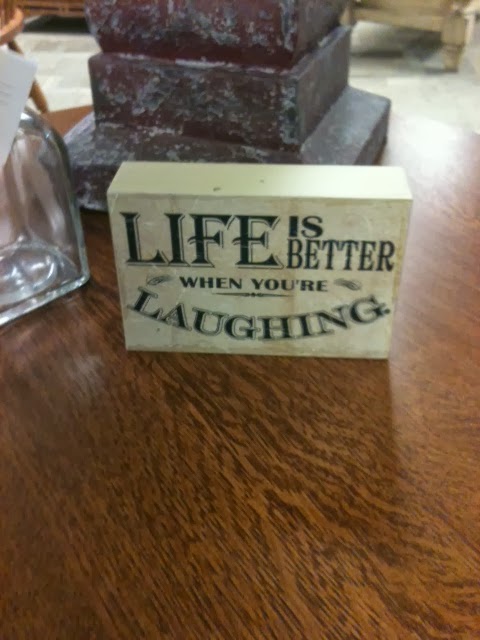 LIFE IS
BETTER
WHEN YOU'RE
LAUGHING.